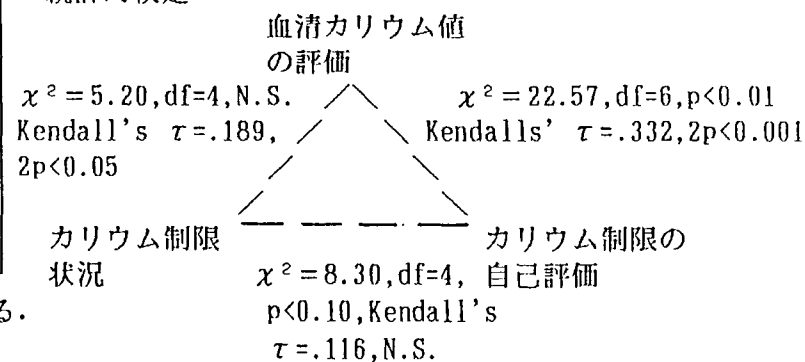 血清カリウム値
の評価
χ²=5.20,df=4,N.S.
Kendall's τ=.189,
2p<0.05
χ²=22.57,df=6,p<0.01
Kendalls' τ=.332,2p<0.001
カリウム制限
状況
カリウム制限の
自己評価
χ²=8.30,df=4,
p<0.10,Kendall's
τ=.116,N.S.
る.